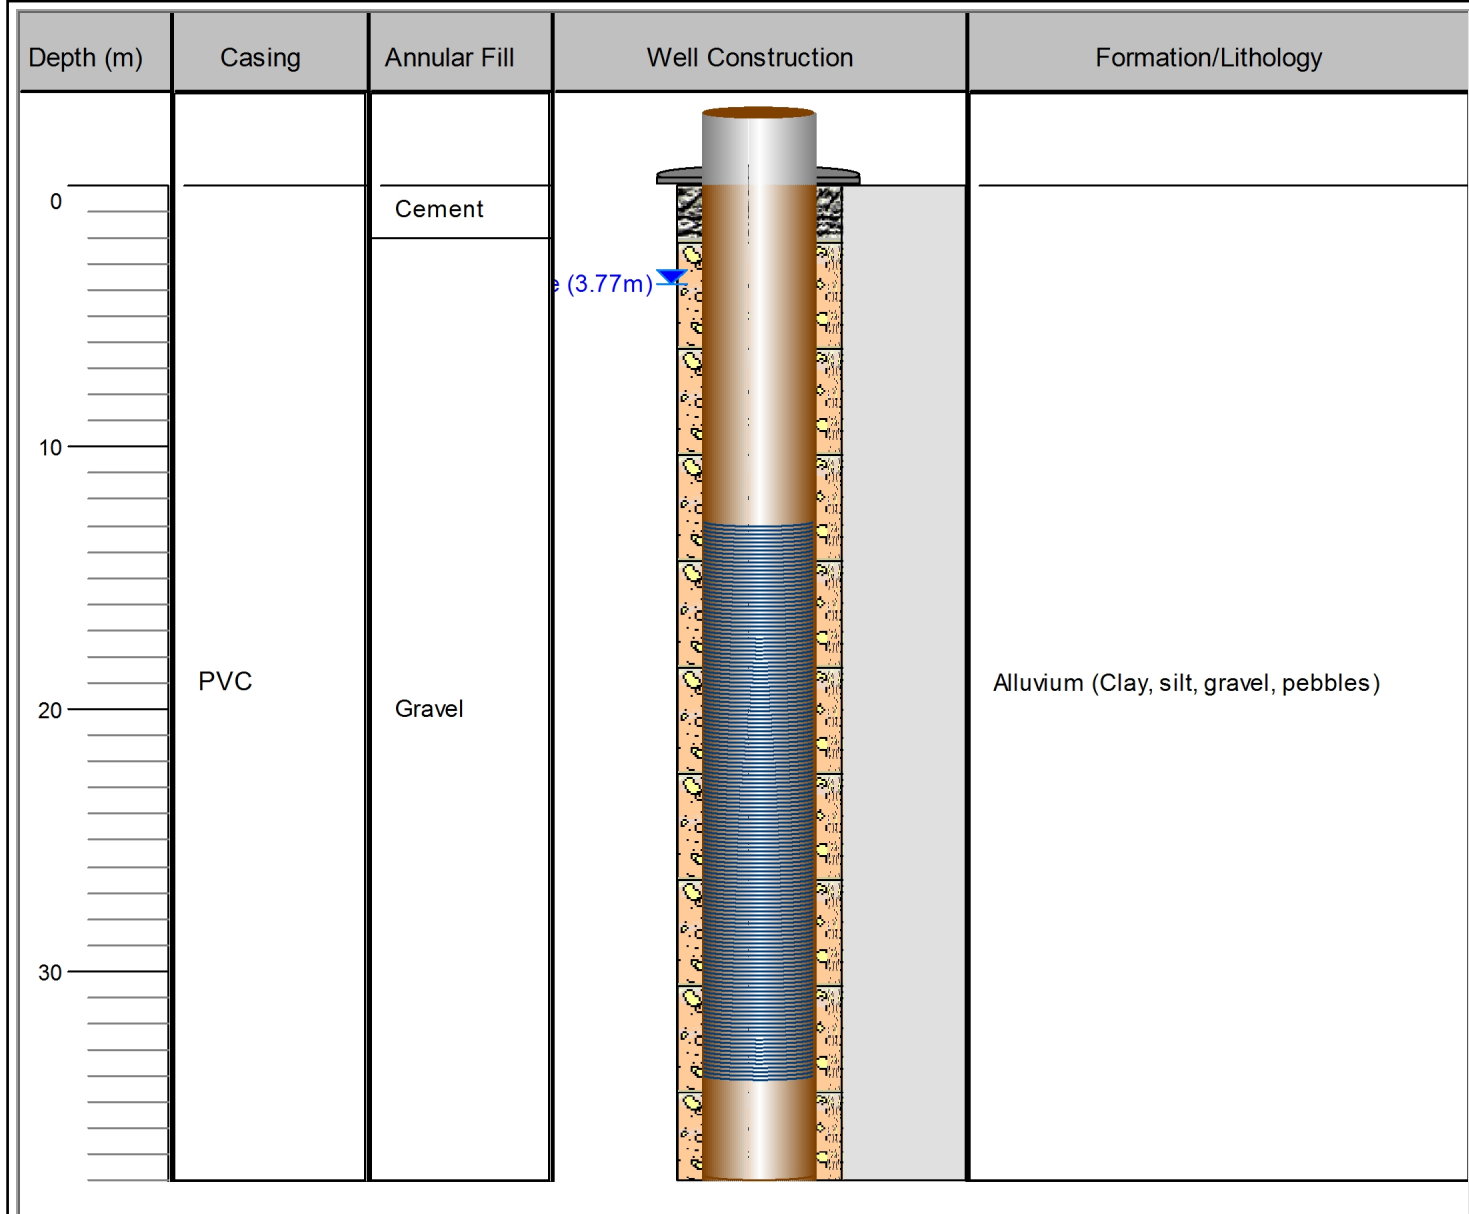 Depth (m) Casing Annular Fill Well Construction Formation/Lithology
0
Cement
(3.77m)
10
PVC
Alluvium (Clay, silt, gravel, pebbles)
20
Gravel
30